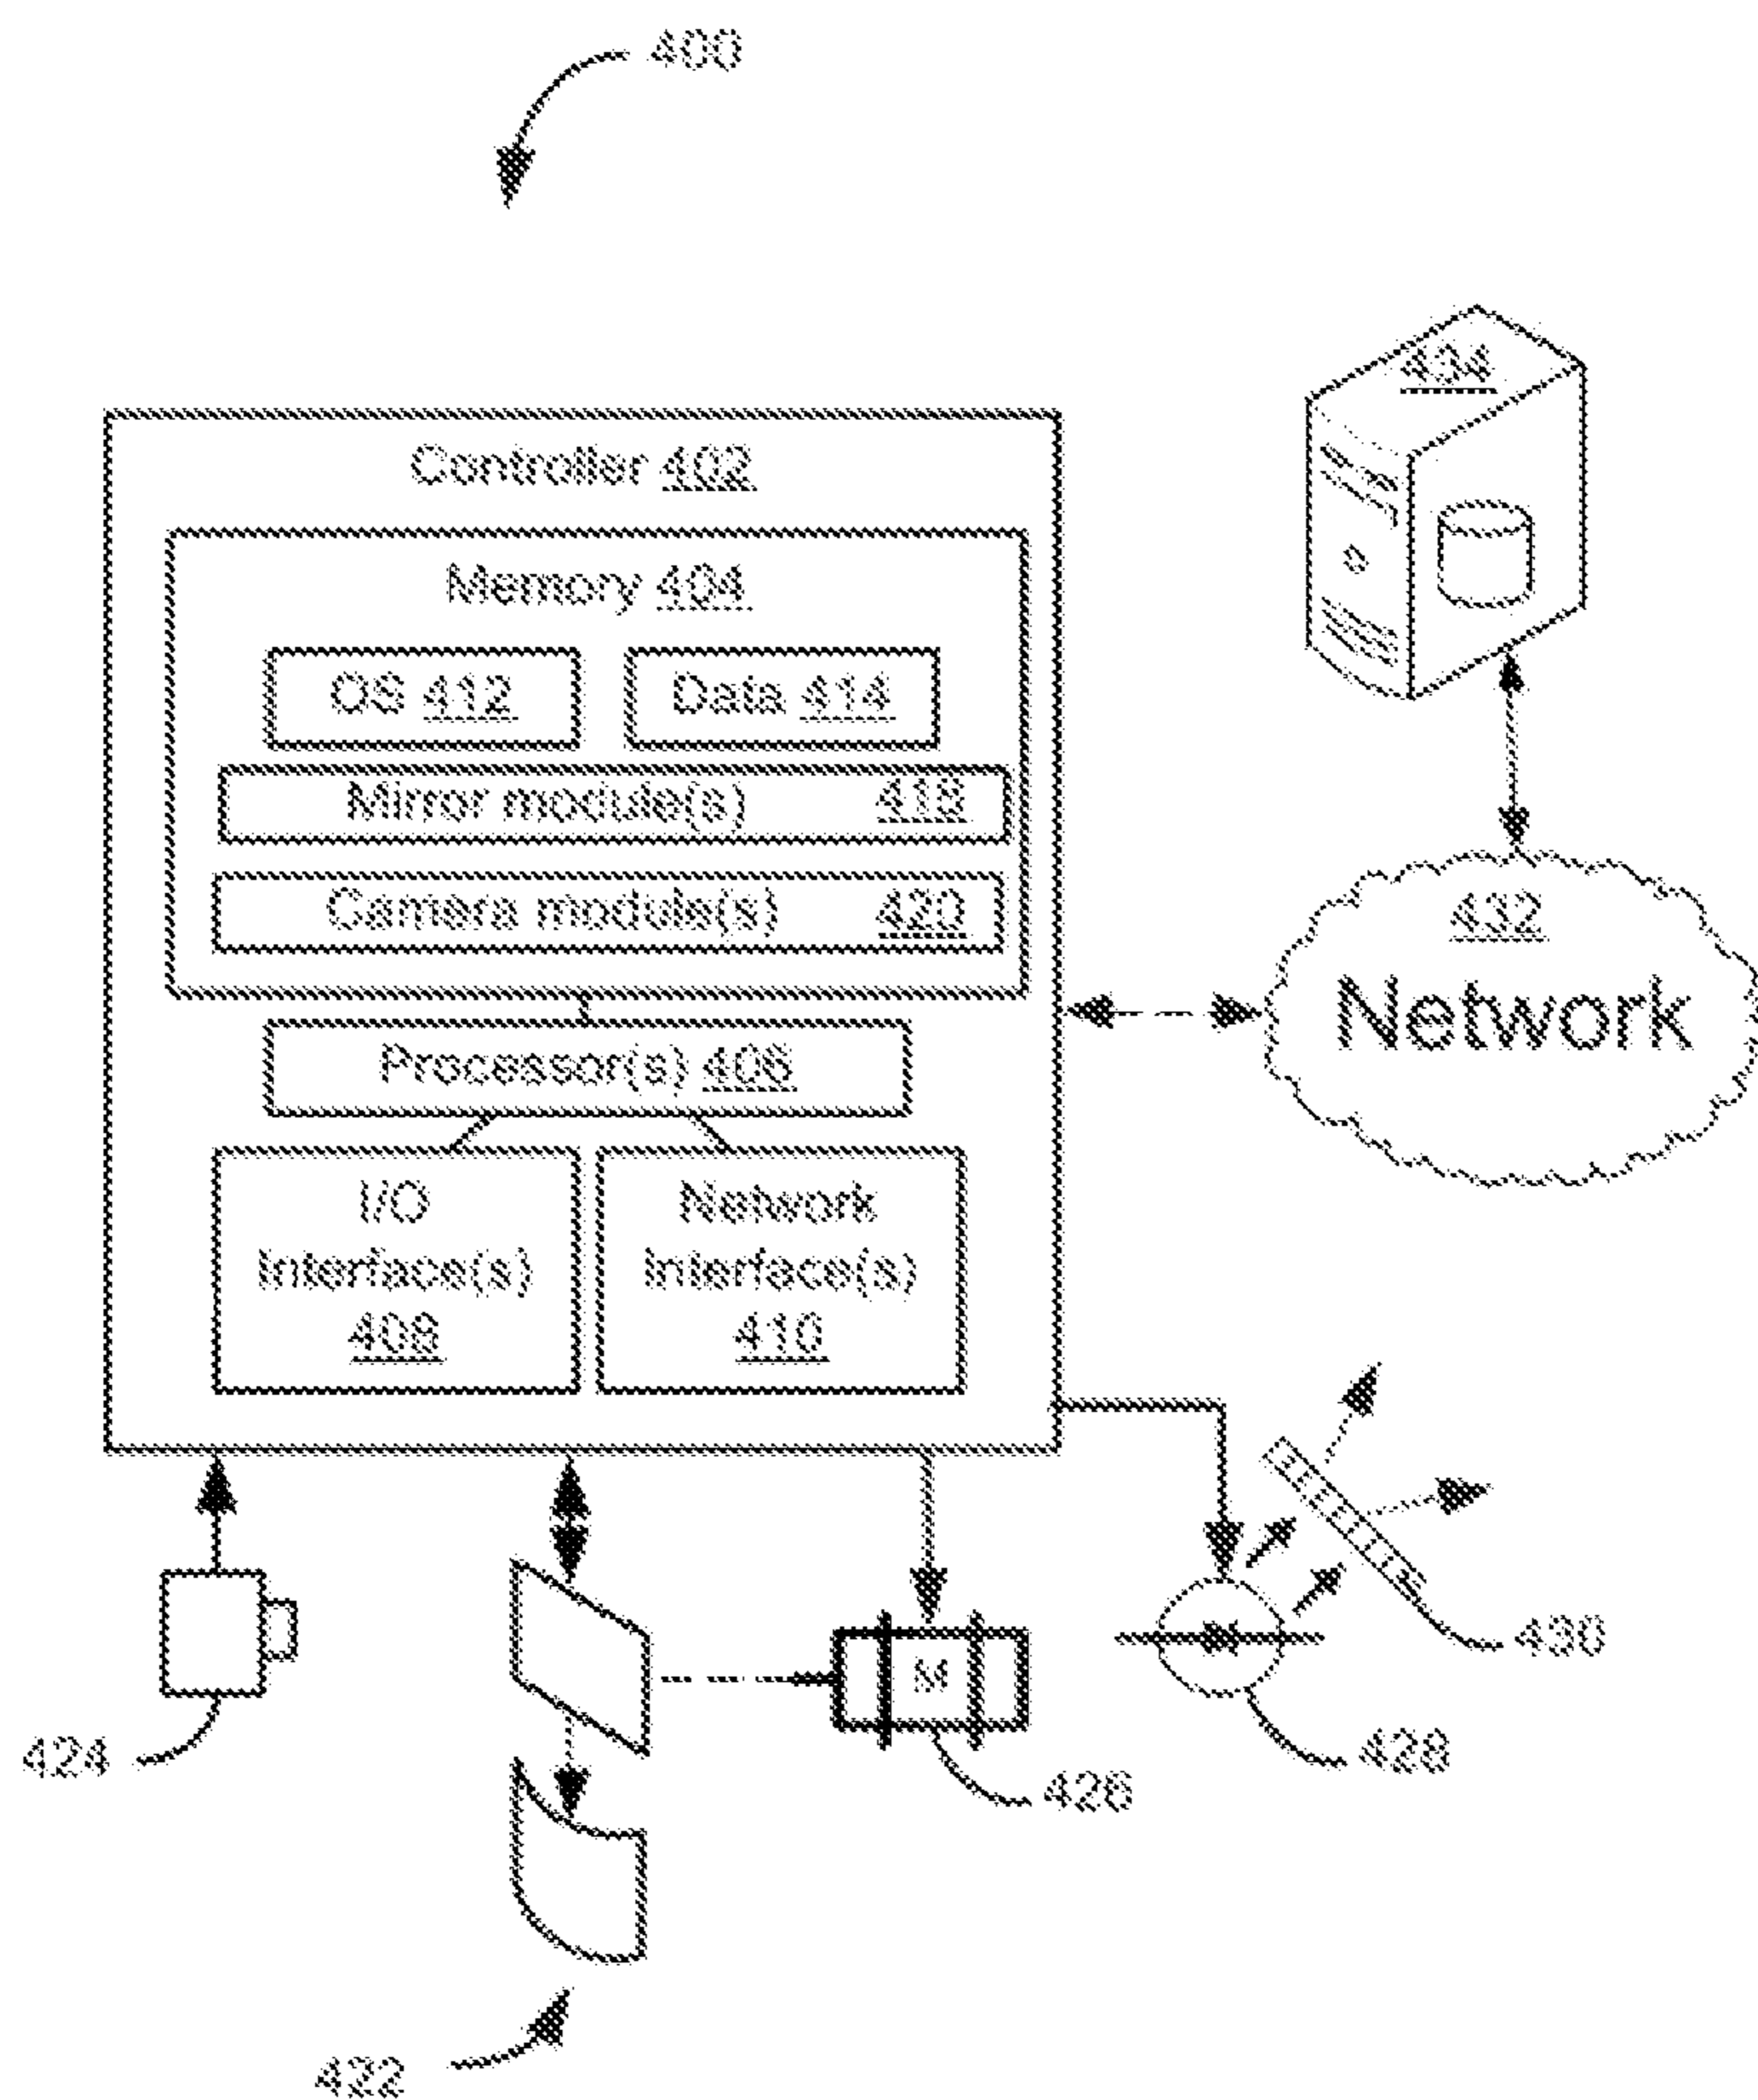 400
434
Controller 402
Memory 404
OS 412
Data 414
Mirror module(s) 418
Camera module(s) 420
432
Network
Processor(s) 406
I/O
Interface(s)
408
Network
Interface(s)
410
430
424
M
428
426
422